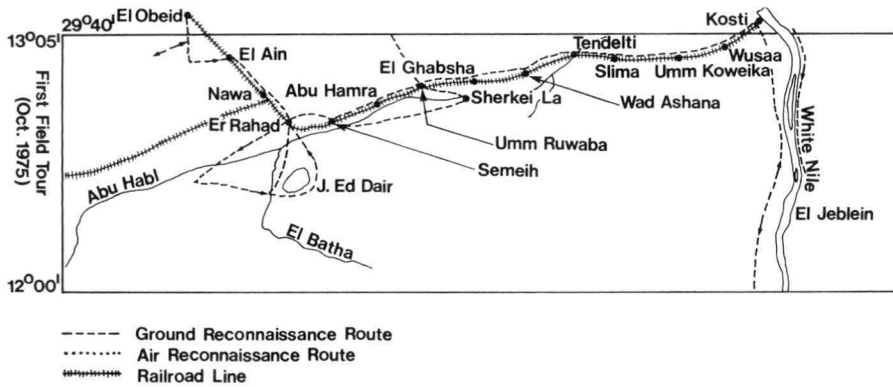 El Obeid
29°40'
13°05'
Kosti
El Ain
Tendelti
Wusaa
El Ghabsha
Slima
Umm Koweika
Nawa
Abu Hamra
Sherkei La
Wad Ashana
Er Rahad
Umm Ruwaba
Semeih
White Nile
Abu Habl
J. Ed Dair
El Jeblein
El Batha
12°00'
First Field Tour
(Oct. 1975)
Ground Reconnaissance Route
Air Reconnaissance Route
Railroad Line